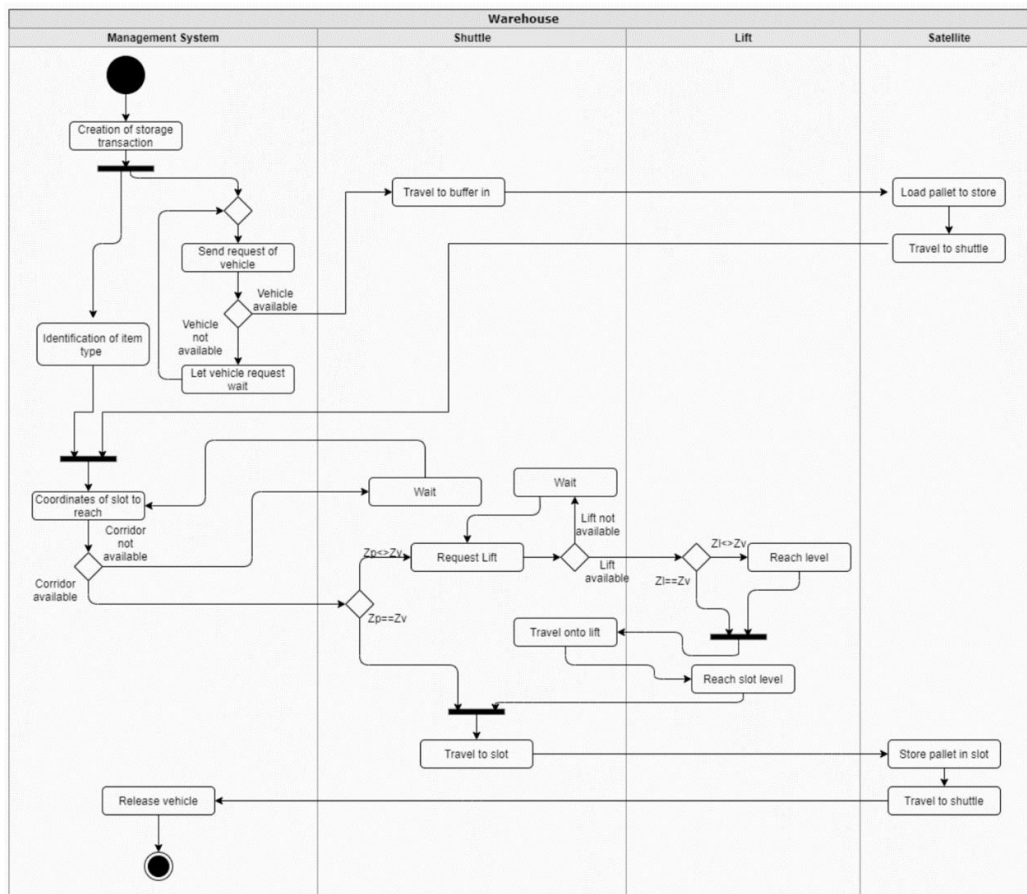 Warehouse
Management System
Shuttle
Lift
Satellite
Creation of storage
transaction
Travel to buffer in
Load pallet to store
Send request of
vehicle
Travel to shuttle
Vehicle
available
Vehicle
not
available
Identification of item
type
Let vehicle request
wait
Coordinates of slot to
reach
Wait
Wait
Corridor
not
available
Lift not
available
Zp<>Zv
Request Lift
Lift
available
Zl<>Zv
Reach level
Zl==Zv
Corridor
available
Zp==Zv
Travel onto lift
Reach slot level
Travel to slot
Store pallet in slot
Release vehicle
Travel to shuttle